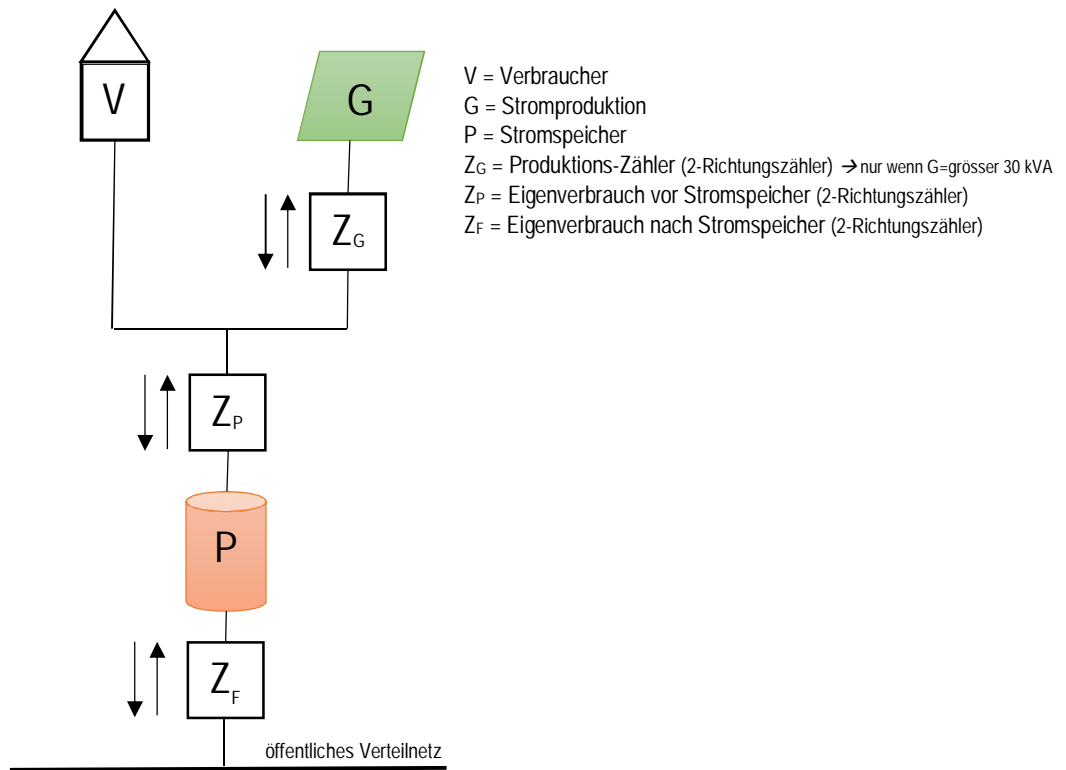 V
G
V = Verbraucher
G = Stromproduktion
P = Stromspeicher
ZG = Produktions-Zähler (2-Richtungszähler) → nur wenn G=grösser 30 kVA
ZP = Eigenverbrauch vor Stromspeicher (2-Richtungszähler)
ZF = Eigenverbrauch nach Stromspeicher (2-Richtungszähler)
ZG
ZP
P
ZF
öffentliches Verteilnetz